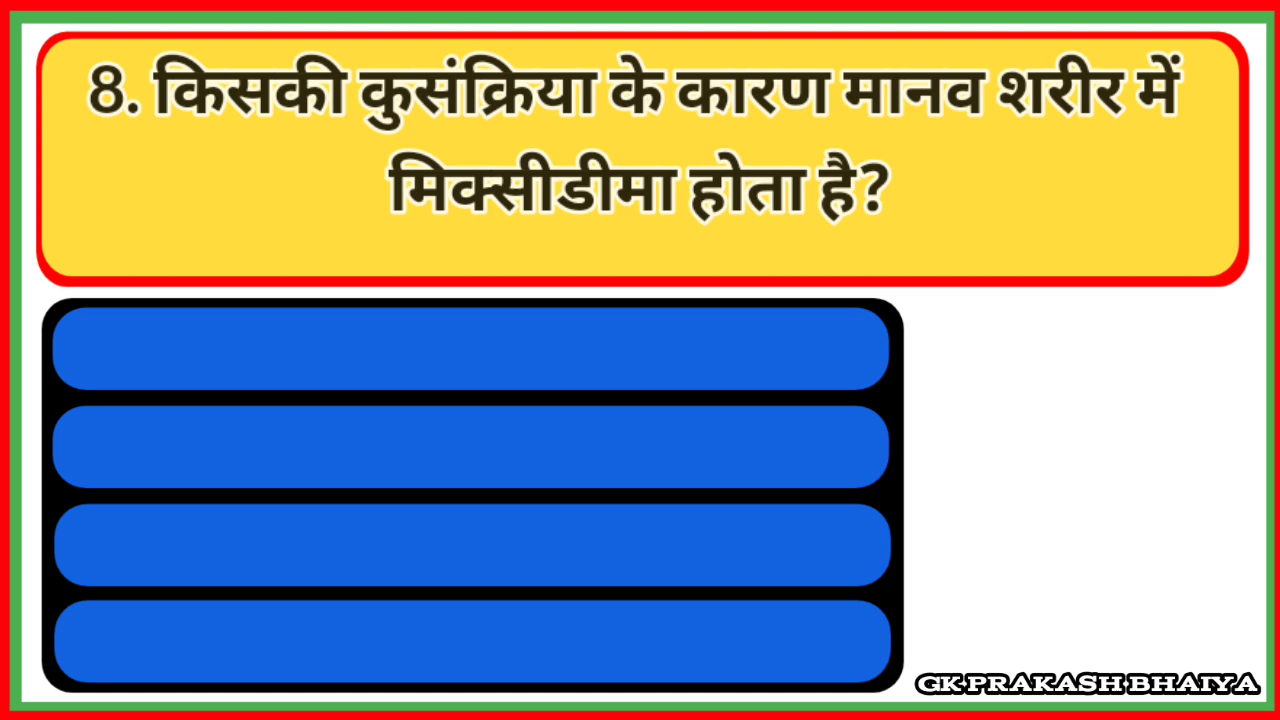 8. किसकी कुसंक्रिया के कारण मानव शरीर में
मिक्सीडीमा होता है?
GK PRAKASH BHAIYA